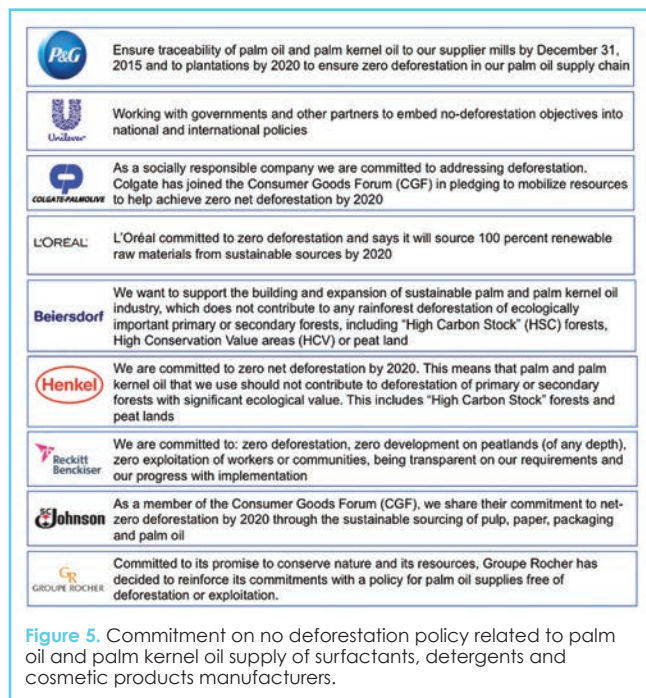 P&G
Ensure traceability of palm oil and palm kernel oil to our supplier mills by December 31,
2015 and to plantations by 2020 to ensure zero deforestation in our palm oil supply chain
Unilever
Working with governments and other partners to embed no-deforestation objectives into
national and international policies
COLGATE-PALMOLIVE
As a socially responsible company we are committed to addressing deforestation.
Colgate has joined the Consumer Goods Forum (CGF) in pledging to mobilize resources
to help achieve zero net deforestation by 2020
L'ORÉAL
L'Oréal committed to zero deforestation and says it will source 100 percent renewable
raw materials from sustainable sources by 2020
Beiersdorf
We want to support the building and expansion of sustainable palm and palm kernel oil
industry, which does not contribute to any rainforest deforestation of ecologically
important primary or secondary forests, including "High Carbon Stock" (HSC) forests,
High Conservation Value areas (HCV) or peat land
Henkel
We are committed to zero net deforestation by 2020. This means that palm and palm
kernel oil that we use should not contribute to deforestation of primary or secondary
forests with significant ecological value. This includes "High Carbon Stock" forests and
peat lands
Reckitt
Benckiser
We are committed to: zero deforestation, zero development on peatlands (of any depth),
zero exploitation of workers or communities, being transparent on our requirements and
our progress with implementation
SC Johnson
As a member of the Consumer Goods Forum (CGF), we share their commitment to net-
zero deforestation by 2020 through the sustainable sourcing of pulp, paper, packaging
and palm oil
GR
GROUPE ROCHER
Committed to its promise to conserve nature and its resources, Groupe Rocher has
decided to reinforce its commitments with a policy for palm oil supplies free of
deforestation or exploitation.
Figure 5. Commitment on no deforestation policy related to palm
oil and palm kernel oil supply of surfactants, detergents and
cosmetic products manufacturers.